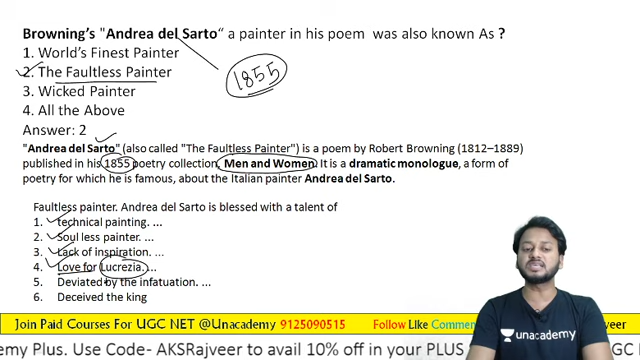 Browning's "Andrea del Sarto“ a painter in his poem was also known As ?
1. World's Finest Painter
2. The Faultless Painter
3. Wicked Painter
4. All the Above
Answer: 2
1855
"Andrea del Sarto" (also called "The Faultless Painter") is a poem by Robert Browning (1812–1889)
published in his 1855 poetry collection, Men and Women. It is a dramatic monologue, a form of
poetry for which he is famous, about the Italian painter Andrea del Sarto.
Faultless painter. Andrea del Sarto is blessed with a talent of
1. technical painting. ...
2. Soul less painter. ...
3. Lack of inspiration. ...
4. Love for Lucrezia. ...
5. Deviated by the infatuation. ...
6. Deceived the king
unacademy
Join Paid Courses For UGC NET @Unacademy 9125090515 Follow Like Comme veer
emy Plus. Use Code- AKSRajveer to avail 10% off in your PLUS UGC